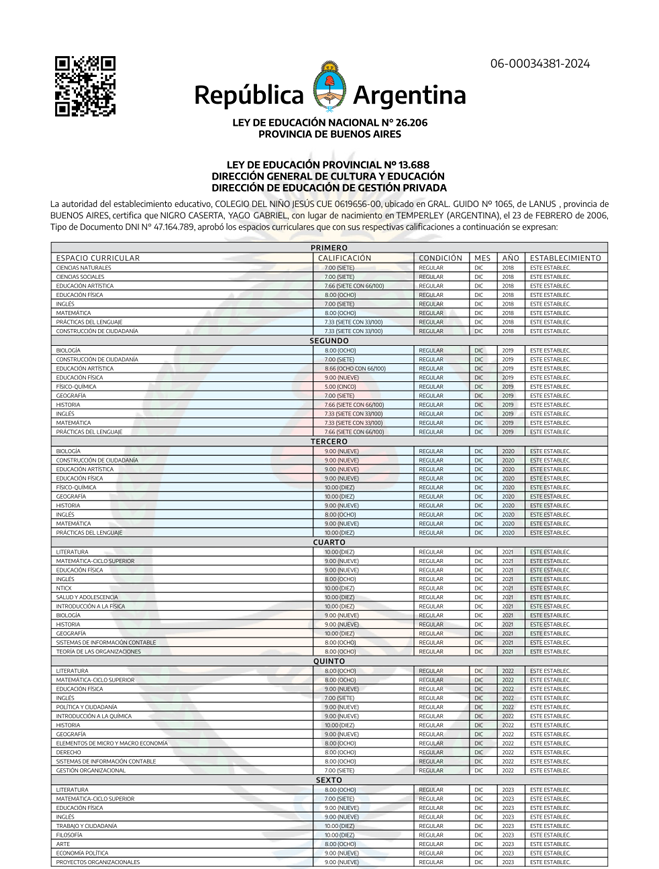 06-00034381-2024
República Argentina
LEY DE EDUCACIÓN NACIONAL Nº 26.206
PROVINCIA DE BUENOS AIRES
LEY DE EDUCACIÓN PROVINCIAL Nº 13.688
DIRECCIÓN GENERAL DE CULTURA Y EDUCACIÓN
DIRECCIÓN DE EDUCACIÓN DE GESTIÓN PRIVADA
La autoridad del establecimiento educativo, COLEGIO DEL NIÑO JESÚS CUE 0619656-00, ubicado en GRAL. GUIDO Nº 1065, de LANUS , provincia de
BUENOS AIRES, certifica que NIGRO CASERTA, YAGO GABRIEL, con lugar de nacimiento en TEMPERLEY (ARGENTINA), el 23 de FEBRERO de 2006,
Tipo de Documento DNI Nº 47.164.789, aprobó los espacios curriculares que con sus respectivas calificaciones a continuación se expresan:
PRIMERO
ESPACIO CURRICULAR CALIFICACIÓN CONDICIÓN MES AÑO ESTABLECIMIENTO
CIENCIAS NATURALES 7.00 (SIETE) REGULAR DIC 2018 ESTE ESTABLEC.
CIENCIAS SOCIALES 7.00 (SIETE) REGULAR DIC 2018 ESTE ESTABLEC.
EDUCACIÓN ARTÍSTICA 7.66 (SIETE CON 66/100) REGULAR DIC 2018 ESTE ESTABLEC.
EDUCACIÓN FÍSICA 8.00 (OCHO) REGULAR DIC 2018 ESTE ESTABLEC.
INGLÉS 7.00 (SIETE) REGULAR DIC 2018 ESTE ESTABLEC.
MATEMÁTICA 8.00 (OCHO) REGULAR DIC 2018 ESTE ESTABLEC.
PRÁCTICAS DEL LENGUAJE 7.33 (SIETE CON 33/100) REGULAR DIC 2018 ESTE ESTABLEC.
CONSTRUCCIÓN DE CIUDADANÍA 7.33 (SIETE CON 33/100) REGULAR DIC 2018 ESTE ESTABLEC.
SEGUNDO
BIOLOGÍA 8.00 (OCHO) REGULAR DIC 2019 ESTE ESTABLEC.
CONSTRUCCIÓN DE CIUDADANÍA 7.00 (SIETE) REGULAR DIC 2019 ESTE ESTABLEC.
EDUCACIÓN ARTÍSTICA 8.66 (OCHO CON 66/100) REGULAR DIC 2019 ESTE ESTABLEC.
EDUCACIÓN FÍSICA 9.00 (NUEVE) REGULAR DIC 2019 ESTE ESTABLEC.
FÍSICO-QUÍMICA 5.00 (CINCO) REGULAR DIC 2019 ESTE ESTABLEC.
GEOGRAFÍA 7.00 (SIETE) REGULAR DIC 2019 ESTE ESTABLEC.
HISTORIA 7.66 (SIETE CON 66/100) REGULAR DIC 2019 ESTE ESTABLEC.
INGLÉS 7.33 (SIETE CON 33/100) REGULAR DIC 2019 ESTE ESTABLEC.
MATEMÁTICA 7.33 (SIETE CON 33/100) REGULAR DIC 2019 ESTE ESTABLEC.
PRÁCTICAS DEL LENGUAJE 7.66 (SIETE CON 66/100) REGULAR DIC 2019 ESTE ESTABLEC.
TERCERO
BIOLOGÍA 9.00 (NUEVE) REGULAR DIC 2020 ESTE ESTABLEC.
CONSTRUCCIÓN DE CIUDADANÍA 9.00 (NUEVE) REGULAR DIC 2020 ESTE ESTABLEC.
EDUCACIÓN ARTÍSTICA 9.00 (NUEVE) REGULAR DIC 2020 ESTE ESTABLEC.
EDUCACIÓN FÍSICA 9.00 (NUEVE) REGULAR DIC 2020 ESTE ESTABLEC.
FÍSICO-QUÍMICA 10.00 (DIEZ) REGULAR DIC 2020 ESTE ESTABLEC.
GEOGRAFÍA 10.00 (DIEZ) REGULAR DIC 2020 ESTE ESTABLEC.
HISTORIA 9.00 (NUEVE) REGULAR DIC 2020 ESTE ESTABLEC.
INGLÉS 8.00 (OCHO) REGULAR DIC 2020 ESTE ESTABLEC.
MATEMÁTICA 9.00 (NUEVE) REGULAR DIC 2020 ESTE ESTABLEC.
PRÁCTICAS DEL LENGUAJE 10.00 (DIEZ) REGULAR DIC 2020 ESTE ESTABLEC.
CUARTO
LITERATURA 10.00 (DIEZ) REGULAR DIC 2021 ESTE ESTABLEC.
MATEMÁTICA-CICLO SUPERIOR 9.00 (NUEVE) REGULAR DIC 2021 ESTE ESTABLEC.
EDUCACIÓN FÍSICA 9.00 (NUEVE) REGULAR DIC 2021 ESTE ESTABLEC.
INGLÉS 8.00 (OCHO) REGULAR DIC 2021 ESTE ESTABLEC.
NTICX 10.00 (DIEZ) REGULAR DIC 2021 ESTE ESTABLEC.
SALUD Y ADOLESCENCIA 10.00 (DIEZ) REGULAR DIC 2021 ESTE ESTABLEC.
INTRODUCCIÓN A LA FÍSICA 10.00 (DIEZ) REGULAR DIC 2021 ESTE ESTABLEC.
BIOLOGÍA 9.00 (NUEVE) REGULAR DIC 2021 ESTE ESTABLEC.
HISTORIA 9.00 (NUEVE) REGULAR DIC 2021 ESTE ESTABLEC.
GEOGRAFÍA 10.00 (DIEZ) REGULAR DIC 2021 ESTE ESTABLEC.
SISTEMAS DE INFORMACIÓN CONTABLE 8.00 (OCHO) REGULAR DIC 2021 ESTE ESTABLEC.
TEORÍA DE LAS ORGANIZACIONES 8.00 (OCHO) REGULAR DIC 2021 ESTE ESTABLEC.
QUINTO
LITERATURA 8.00 (OCHO) REGULAR DIC 2022 ESTE ESTABLEC.
MATEMÁTICA-CICLO SUPERIOR 8.00 (OCHO) REGULAR DIC 2022 ESTE ESTABLEC.
EDUCACIÓN FÍSICA 9.00 (NUEVE) REGULAR DIC 2022 ESTE ESTABLEC.
INGLÉS 7.00 (SIETE) REGULAR DIC 2022 ESTE ESTABLEC.
POLÍTICA Y CIUDADANÍA 9.00 (NUEVE) REGULAR DIC 2022 ESTE ESTABLEC.
INTRODUCCIÓN A LA QUÍMICA 9.00 (NUEVE) REGULAR DIC 2022 ESTE ESTABLEC.
HISTORIA 10.00 (DIEZ) REGULAR DIC 2022 ESTE ESTABLEC.
GEOGRAFÍA 9.00 (NUEVE) REGULAR DIC 2022 ESTE ESTABLEC.
ELEMENTOS DE MICRO Y MACRO ECONOMÍA 8.00 (OCHO) REGULAR DIC 2022 ESTE ESTABLEC.
DERECHO 8.00 (OCHO) REGULAR DIC 2022 ESTE ESTABLEC.
SISTEMAS DE INFORMACIÓN CONTABLE 8.00 (OCHO) REGULAR DIC 2022 ESTE ESTABLEC.
GESTIÓN ORGANIZACIONAL 7.00 (SIETE) REGULAR DIC 2022 ESTE ESTABLEC.
SEXTO
LITERATURA 8.00 (OCHO) REGULAR DIC 2023 ESTE ESTABLEC.
MATEMÁTICA-CICLO SUPERIOR 7.00 (SIETE) REGULAR DIC 2023 ESTE ESTABLEC.
EDUCACIÓN FÍSICA 9.00 (NUEVE) REGULAR DIC 2023 ESTE ESTABLEC.
INGLÉS 9.00 (NUEVE) REGULAR DIC 2023 ESTE ESTABLEC.
TRABAJO Y CIUDADANÍA 10.00 (DIEZ) REGULAR DIC 2023 ESTE ESTABLEC.
FILOSOFÍA 10.00 (DIEZ) REGULAR DIC 2023 ESTE ESTABLEC.
ARTE 8.00 (OCHO) REGULAR DIC 2023 ESTE ESTABLEC.
ECONOMÍA POLÍTICA 9.00 (NUEVE) REGULAR DIC 2023 ESTE ESTABLEC.
PROYECTOS ORGANIZACIONALES 9.00 (NUEVE) REGULAR DIC 2023 ESTE ESTABLEC.